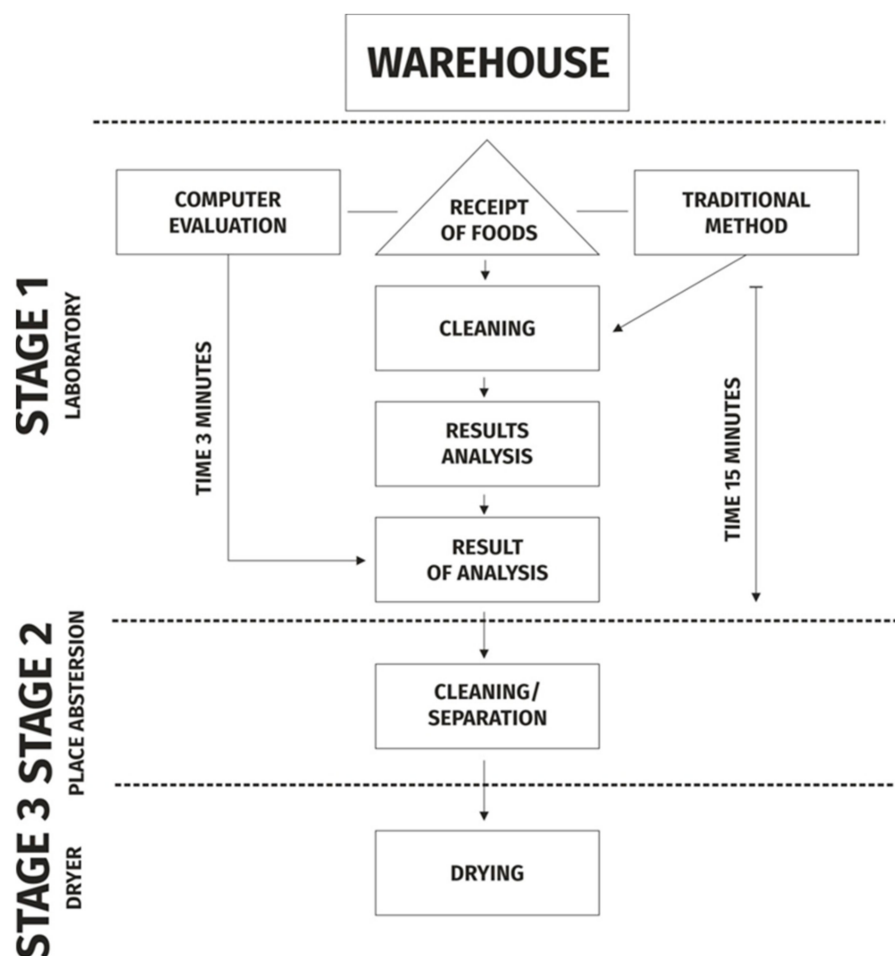 WAREHOUSE
COMPUTER
EVALUATION
RECEIPT
OF FOODS
TRADITIONAL
METHOD
STAGE 1
LABORATORY
TIME 3 MINUTES
CLEANING
RESULTS
ANALYSIS
RESULT
OF ANALYSIS
TIME 15 MINUTES
STAGE 2
PLACE ABSTERSION
CLEANING/
SEPARATION
STAGE 3
DRYER
DRYING